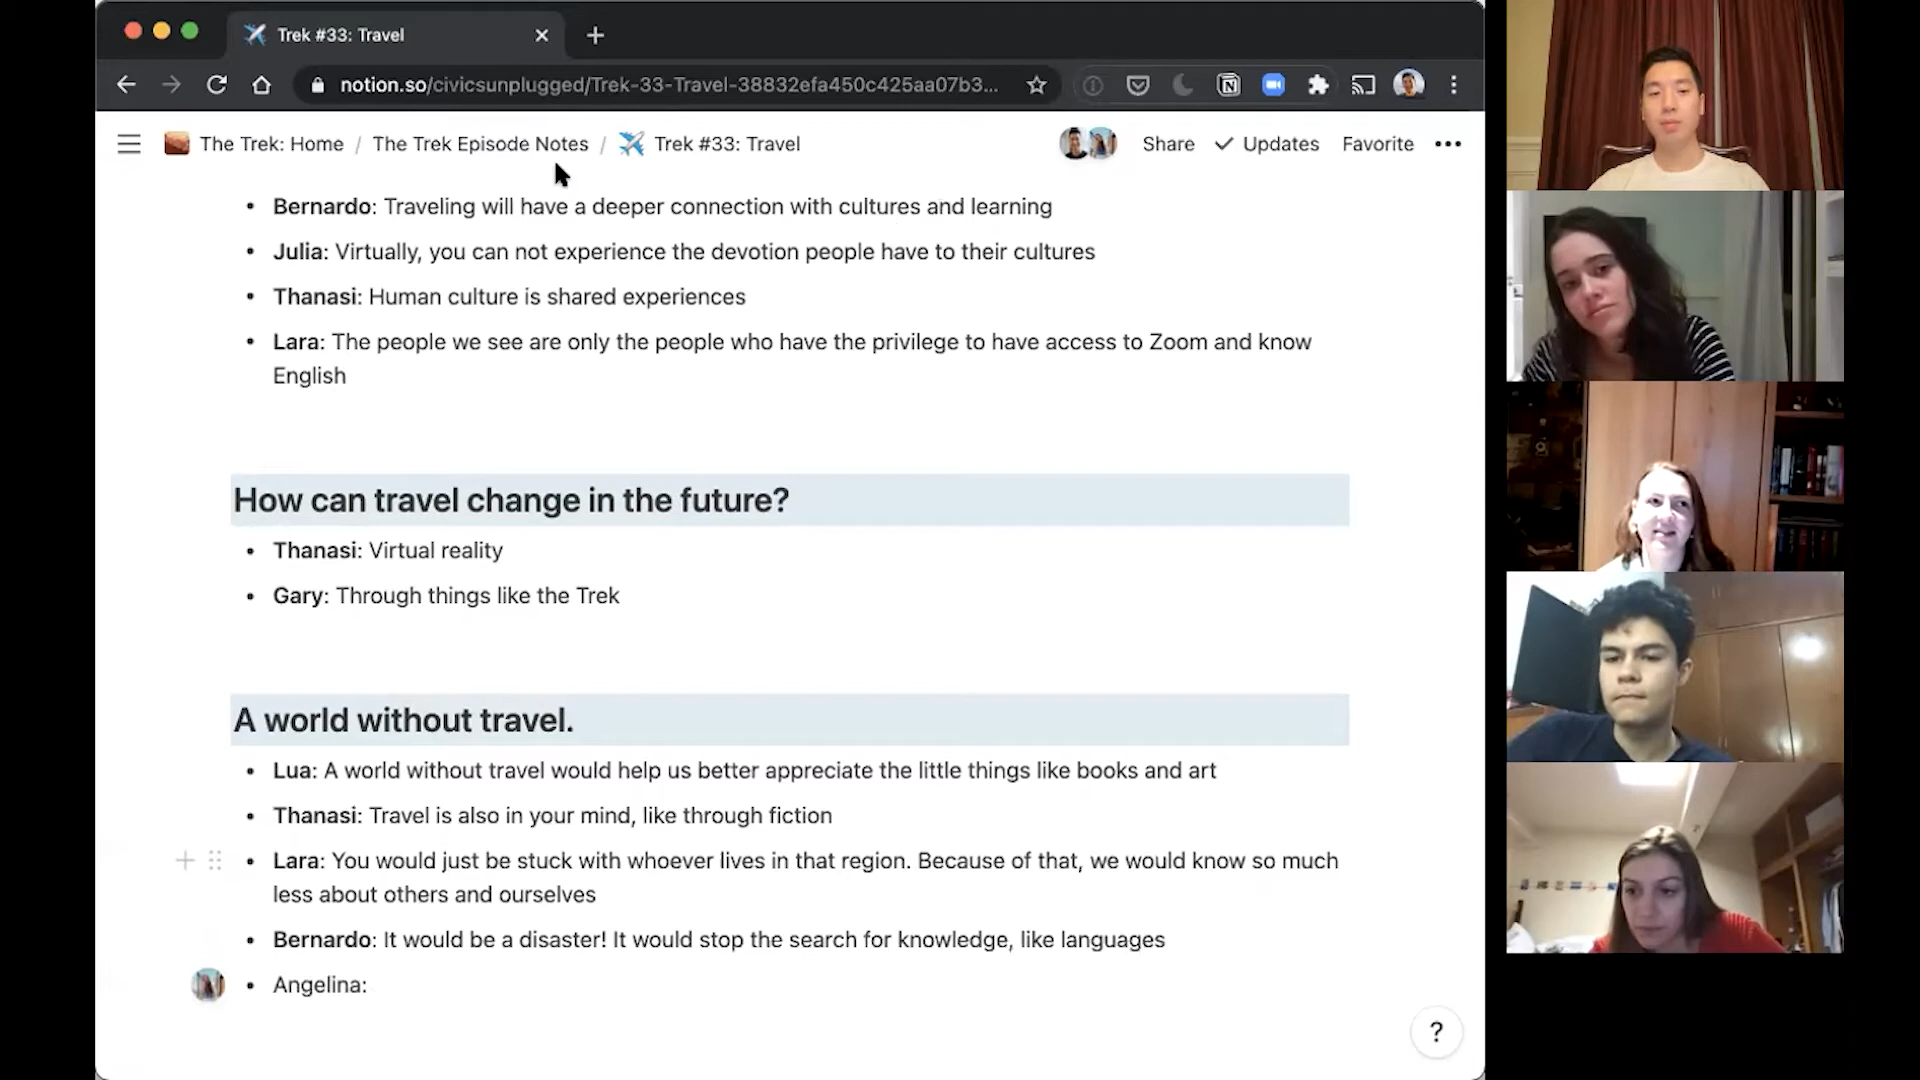 Trek #33: Travel
notion.so/civicsunplugged/Trek-33-Travel-38832efa450c425aa07b3...
The Trek: Home / The Trek Episode Notes / Trek #33: Travel
Share
Updates
Favorite
• Bernardo: Traveling will have a deeper connection with cultures and learning
• Julia: Virtually, you can not experience the devotion people have to their cultures
• Thanasi: Human culture is shared experiences
• Lara: The people we see are only the people who have the privilege to have access to Zoom and know
English
How can travel change in the future?
• Thanasi: Virtual reality
• Gary: Through things like the Trek
A world without travel.
• Lua: A world without travel would help us better appreciate the little things like books and art
• Thanasi: Travel is also in your mind, like through fiction
• Lara: You would just be stuck with whoever lives in that region. Because of that, we would know so much
less about others and ourselves
• Bernardo: It would be a disaster! It would stop the search for knowledge, like languages
• Angelina:
?